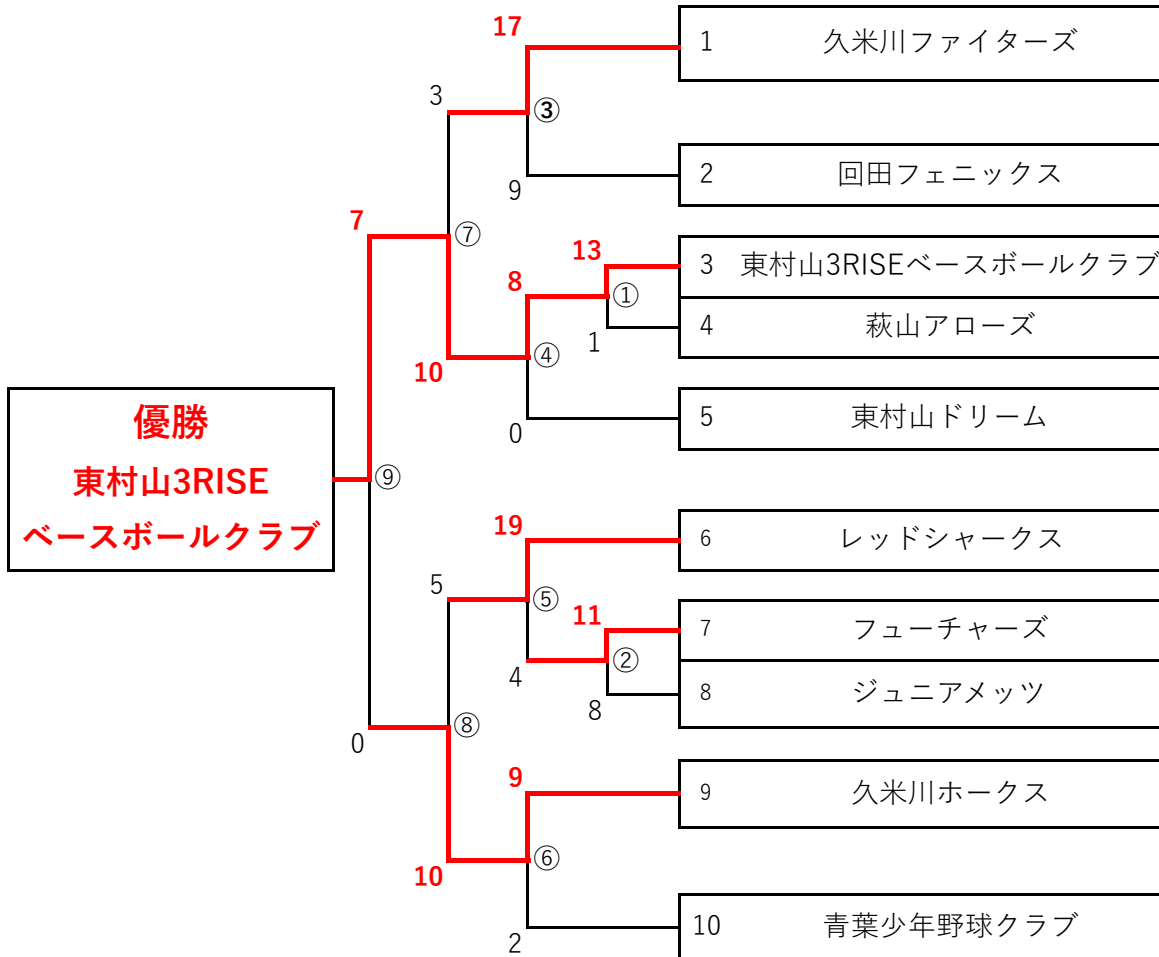 17
1 久米川ファイターズ
3
③
9
2 回田フェニックス
7
⑦
13
3 東村山3RISEベースボールクラブ
8
①
1
4 萩山アローズ
10
④
0
5 東村山ドリーム
優勝
東村山3RISE
ベースボールクラブ
⑨
19
6 レッドシャークス
5
⑤
11
7 フューチャーズ
4
②
8
8 ジュニアメッツ
0
⑧
9
9 久米川ホークス
10
⑥
2
10 青葉少年野球クラブ